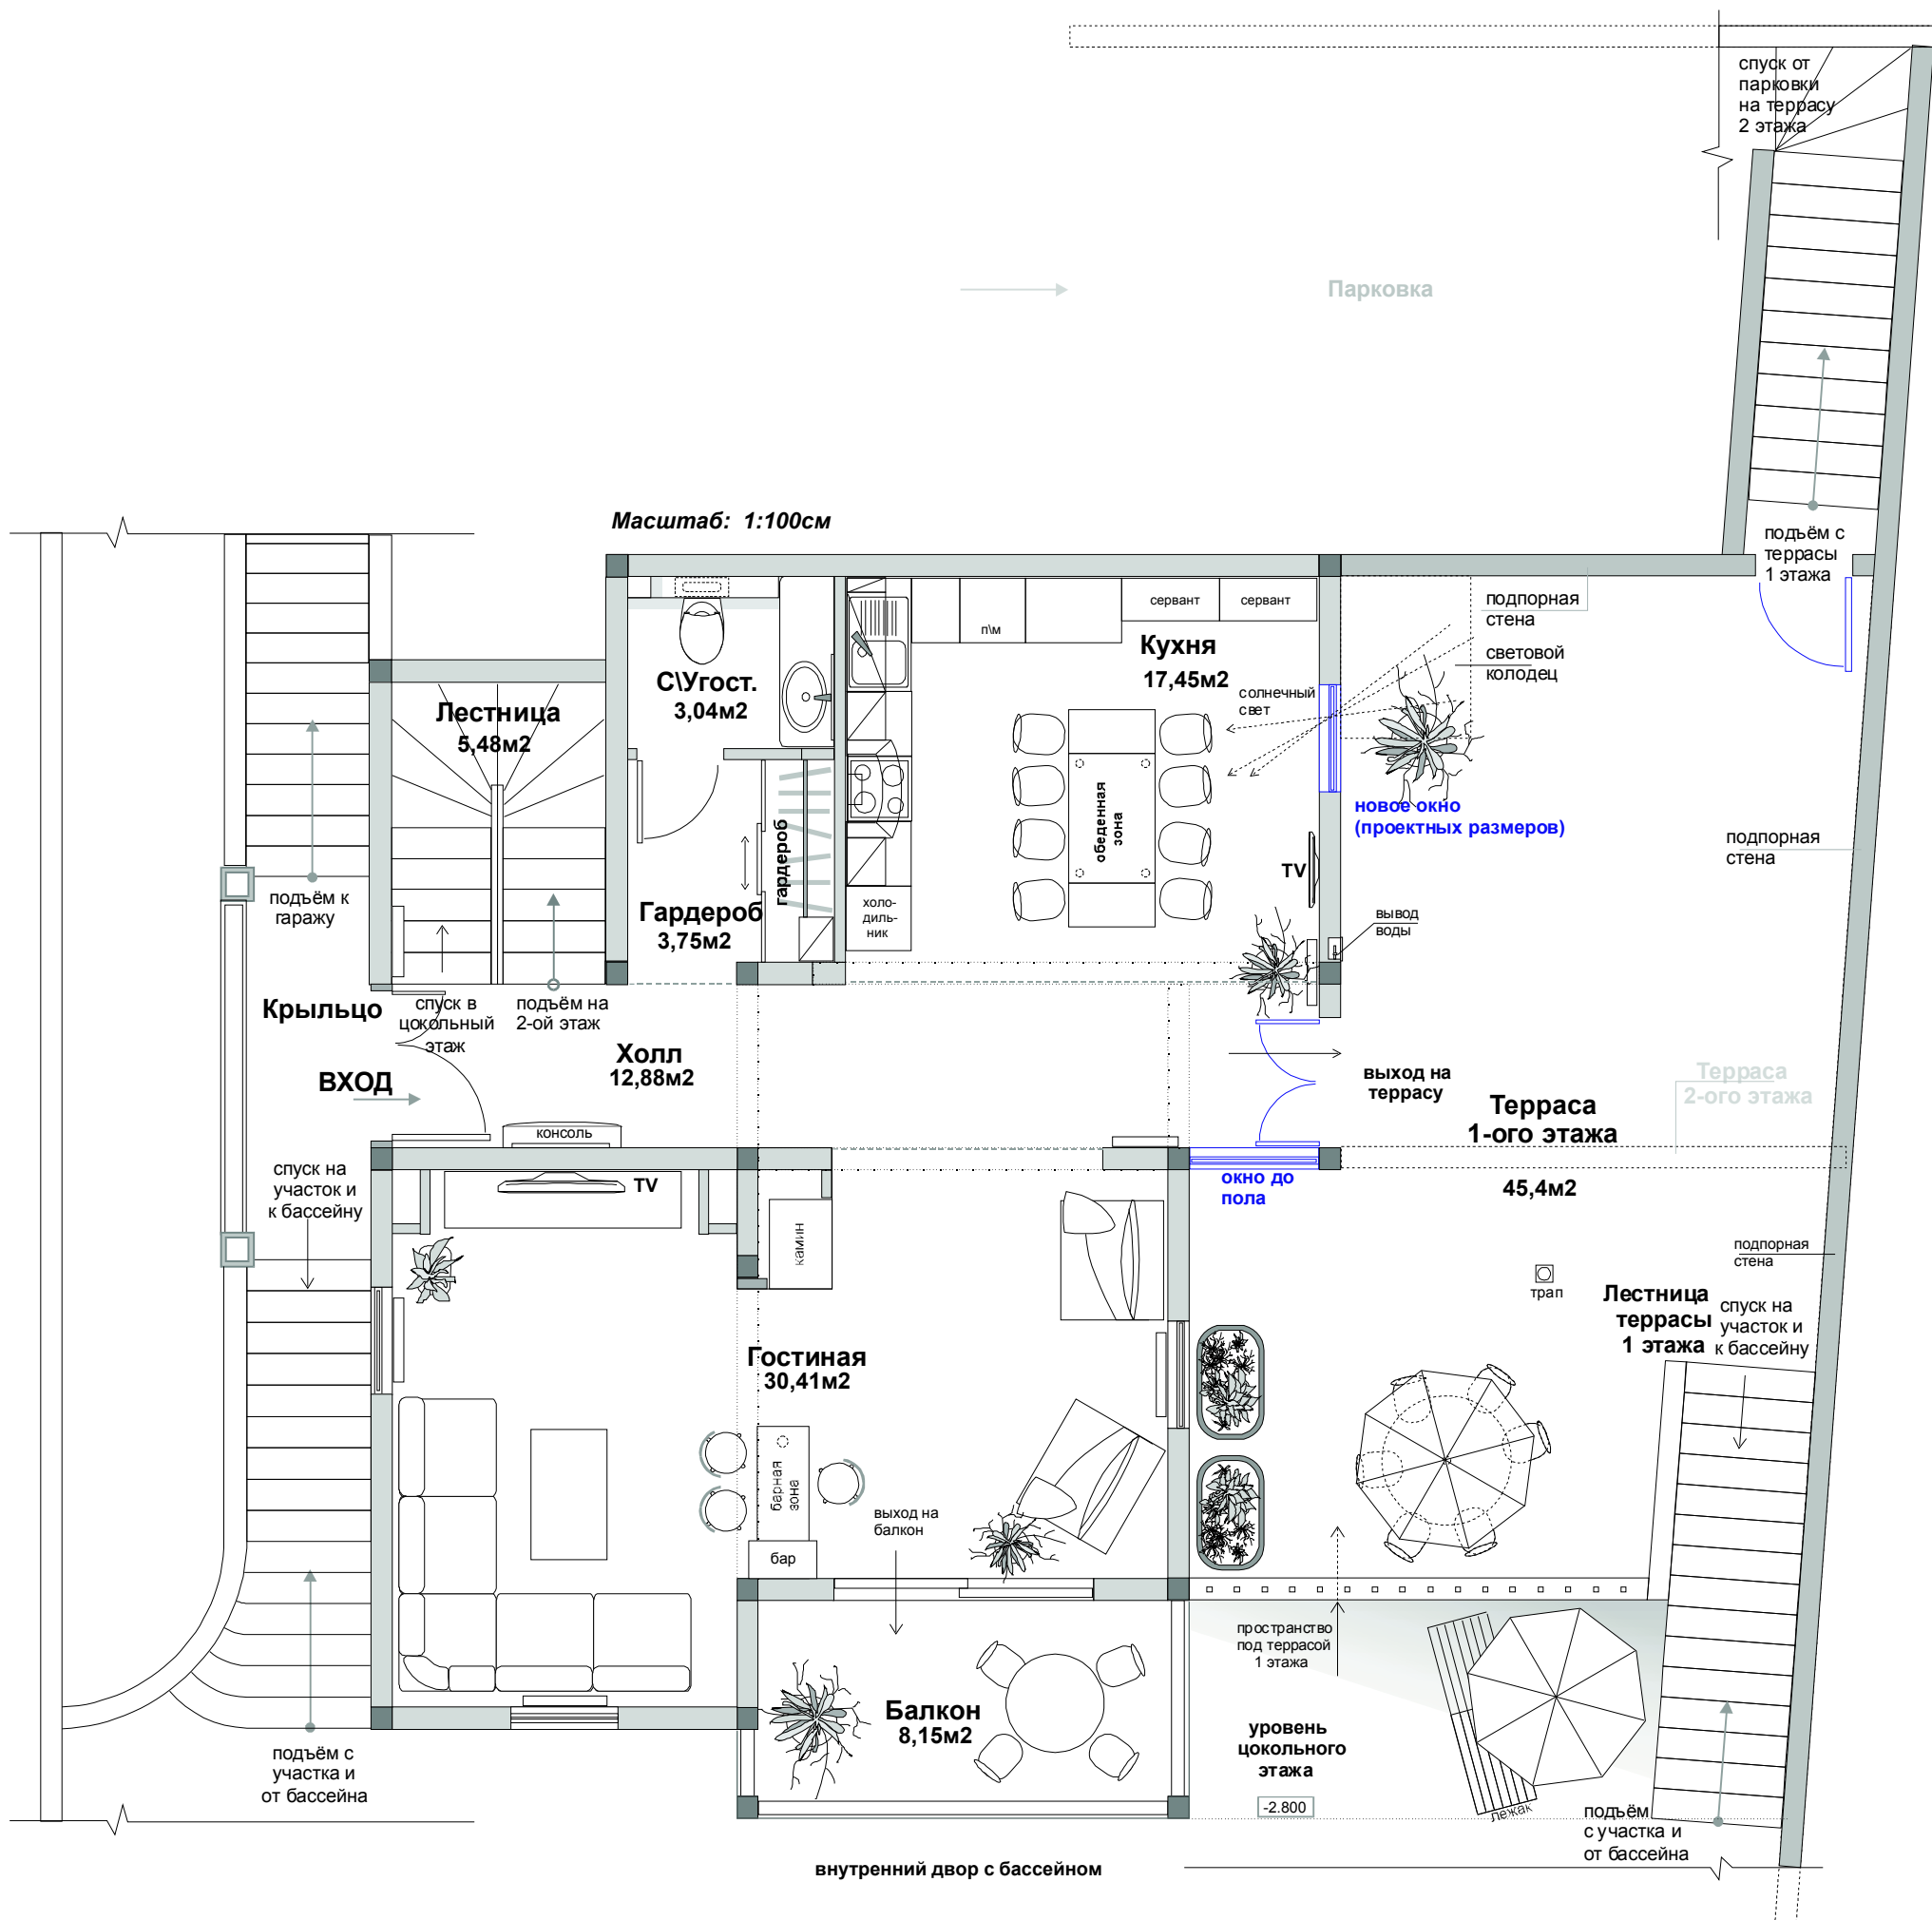 спуск от
парковки
на террасу
2 этажа
Парковка
Масштаб: 1:100см
подъём с
террасы
1 этажа
подпорная
стена
световой
колодец
сервант
сервант
п\м
Кухня
17,45м2
солнечный
свет
С\Угост.
3,04м2
Лестница
5,48м2
обеденная
зона
новое окно
(проектных размеров)
подпорная
стена
TV
гардероб
Гардероб
3,75м2
холо-
диль-
ник
вывод
воды
подъём к
гаражу
Крыльцо
спуск в
цокольный
этаж
подъём на
2-ой этаж
Холл
12,88м2
ВХОД
выход на
террасу
Терраса
2-ого этажа
Терраса
1-ого этажа
45,4м2
консоль
спуск на
участок и
к бассейну
TV
окно до
пола
камин
подпорная
стена
трап
Лестница
террасы
1 этажа
спуск на
участок и
к бассейну
Гостиная
30,41м2
барная
зона
выход на
балкон
бар
пространство
под террасой
1 этажа
Балкон
8,15м2
уровень
цокольного
этажа
-2.800
лежак
подъём с
участка и
от бассейна
подъём
с участка и
от бассейна
внутренний двор с бассейном